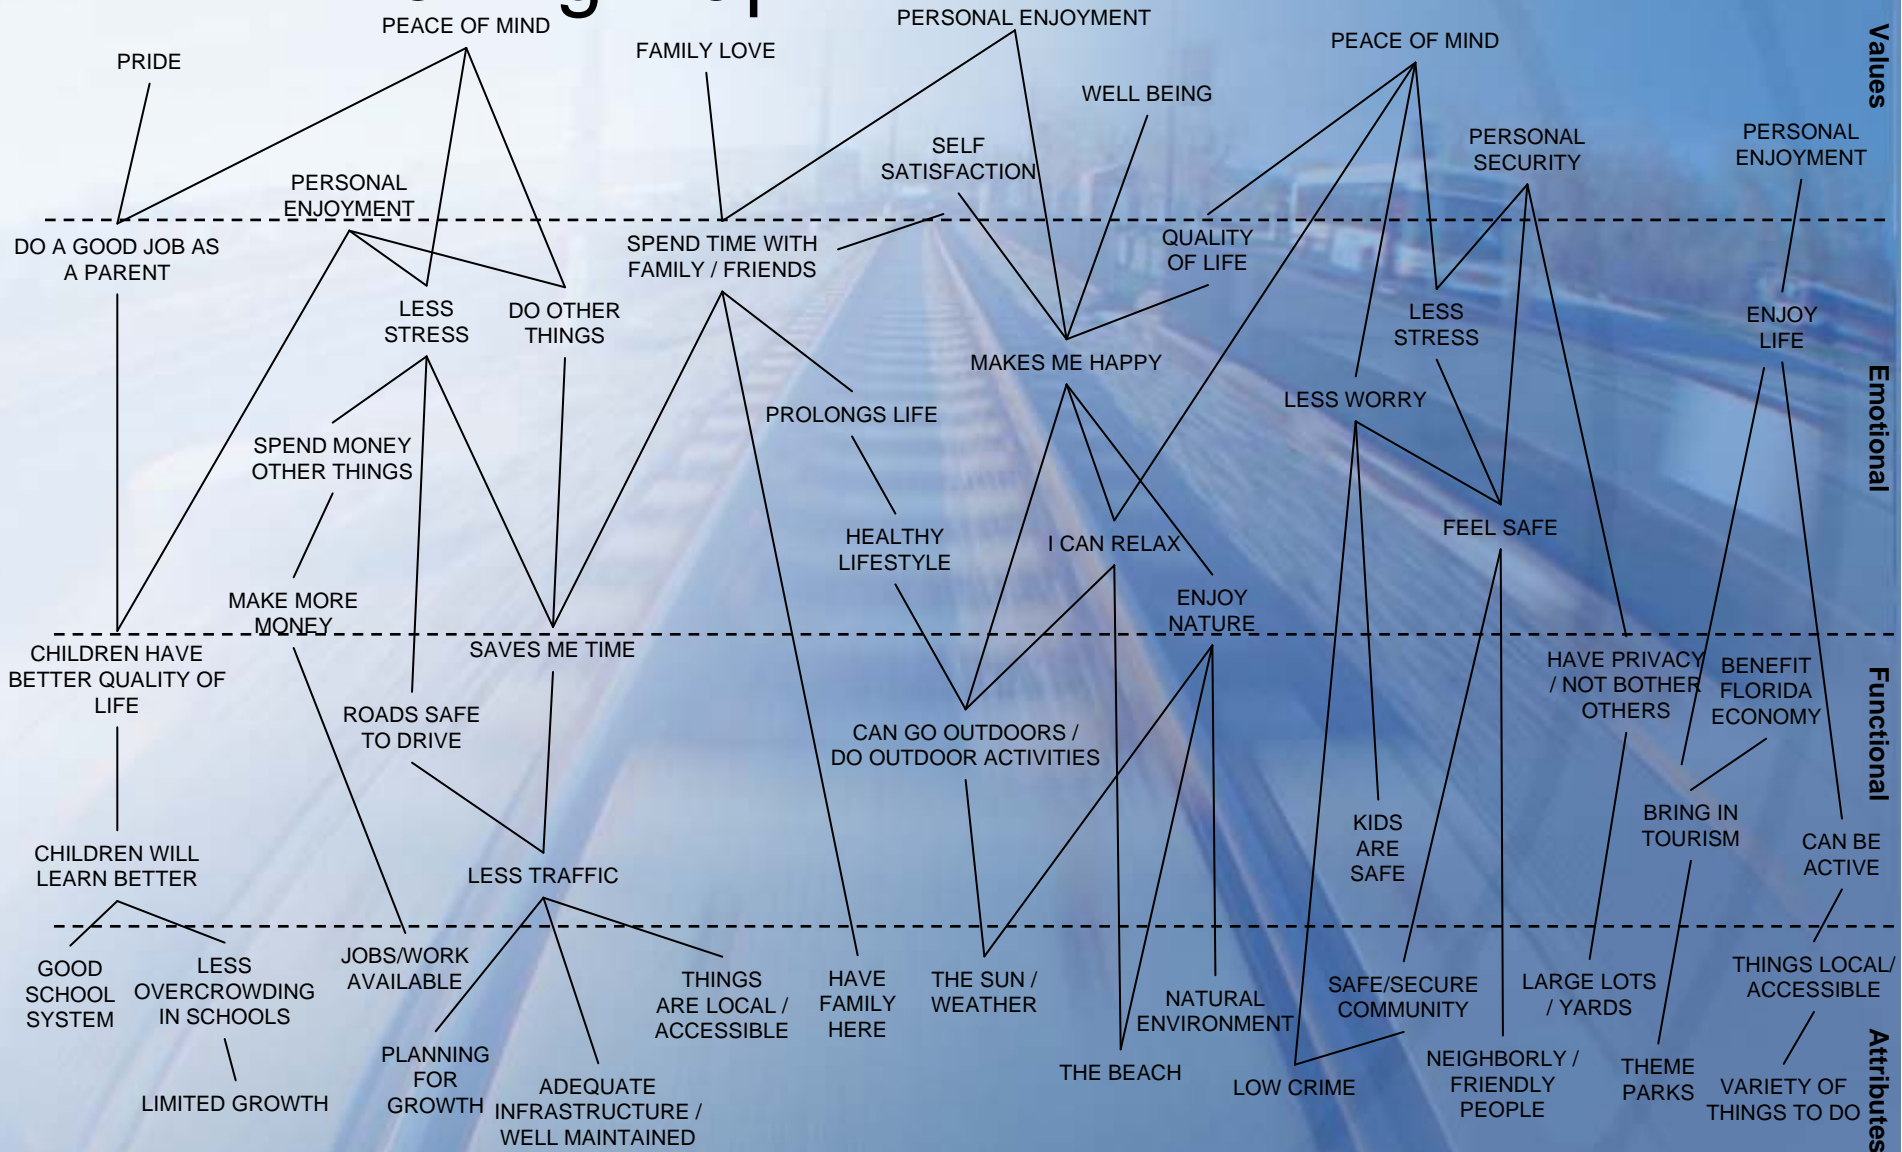 PEACE OF MIND
PERSONAL ENJOYMENT
FAMILY LOVE
PEACE OF MIND
PRIDE
WELL BEING
Values
PERSONAL
ENJOYMENT
SELF
SATISFACTION
PERSONAL
SECURITY
PERSONAL
ENJOYMENT
DO A GOOD JOB AS
A PARENT
SPEND TIME WITH
FAMILY / FRIENDS
QUALITY
OF LIFE
LESS
STRESS
DO OTHER
THINGS
LESS
STRESS
ENJOY
LIFE
MAKES ME HAPPY
LESS WORRY
PROLONGS LIFE
Emotional
SPEND MONEY
OTHER THINGS
FEEL SAFE
HEALTHY
LIFESTYLE
I CAN RELAX
MAKE MORE
MONEY
ENJOY
NATURE
CHILDREN HAVE
BETTER QUALITY OF
LIFE
SAVES ME TIME
HAVE PRIVACY
/ NOT BOTHER
OTHERS
BENEFIT
FLORIDA
ECONOMY
Functional
ROADS SAFE
TO DRIVE
CAN GO OUTDOORS /
DO OUTDOOR ACTIVITIES
KIDS
ARE
SAFE
BRING IN
TOURISM
CAN BE
ACTIVE
CHILDREN WILL
LEARN BETTER
LESS TRAFFIC
GOOD
SCHOOL
SYSTEM
LESS
OVERCROWDING
IN SCHOOLS
JOBS/WORK
AVAILABLE
THINGS
ARE LOCAL /
ACCESSIBLE
HAVE
FAMILY
HERE
THE SUN /
WEATHER
NATURAL
ENVIRONMENT
SAFE/SECURE
COMMUNITY
LARGE LOTS
/ YARDS
THINGS LOCAL/
ACCESSIBLE
Attributes
LIMITED GROWTH
PLANNING
FOR
GROWTH
ADEQUATE
INFRASTRUCTURE /
WELL MAINTAINED
THE BEACH
LOW CRIME
NEIGHBORLY /
FRIENDLY
PEOPLE
THEME
PARKS
VARIETY OF
THINGS TO DO